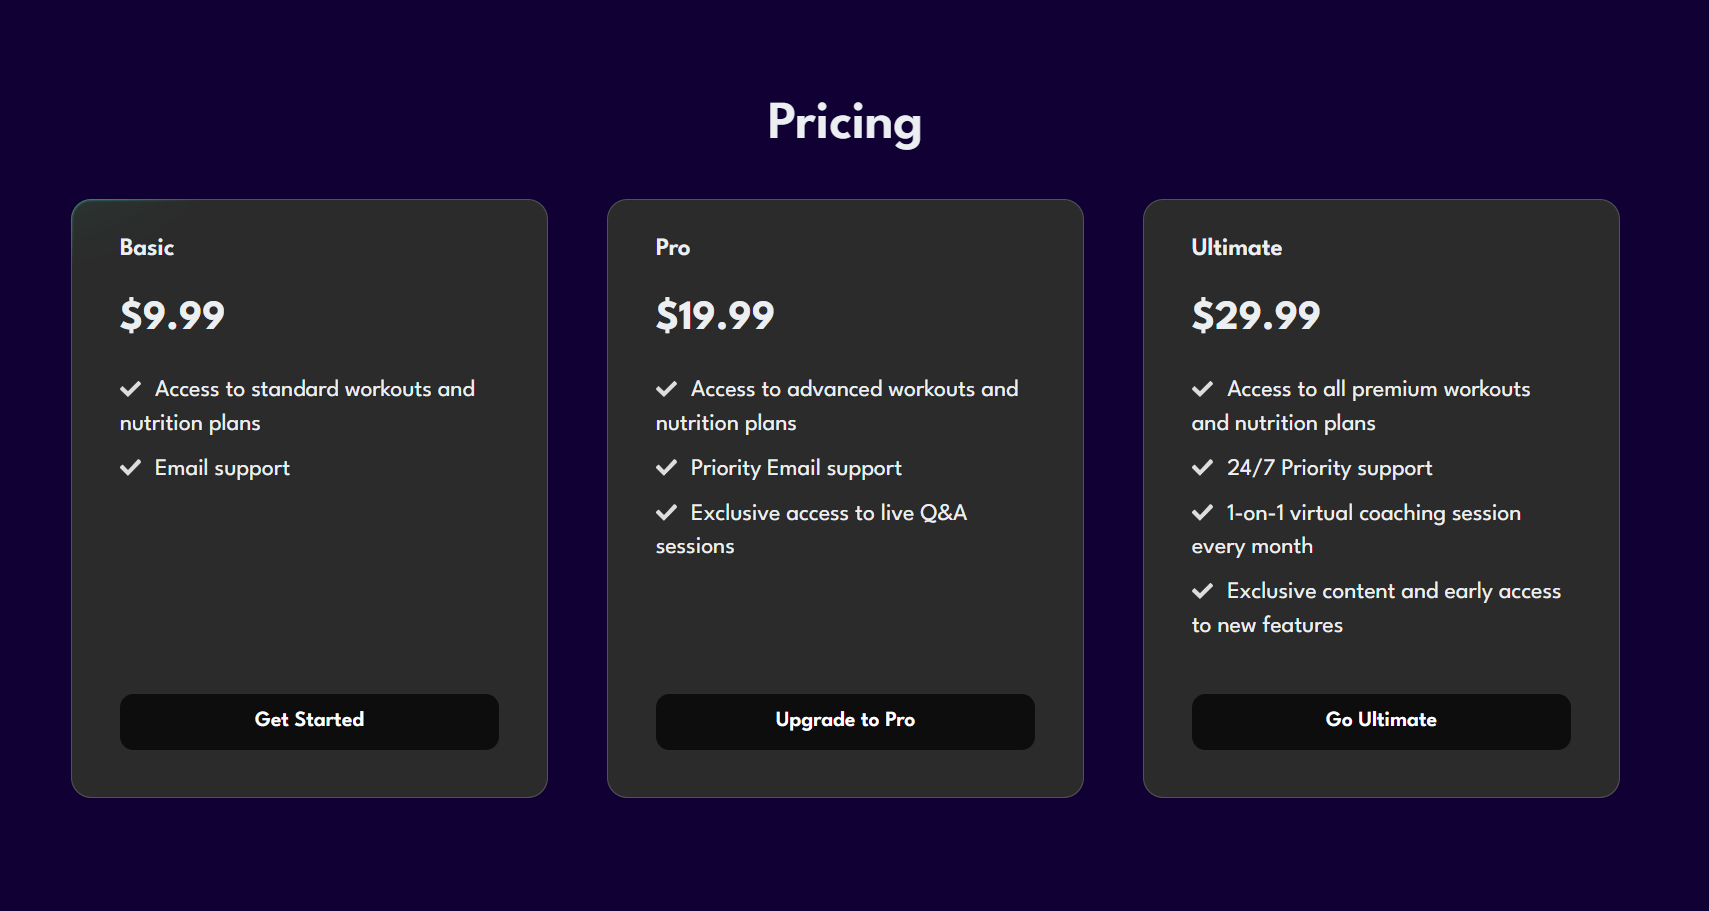 Pricing
Basic
$9.99
Access to standard workouts and
nutrition plans
Email support
Get Started
Pro
$19.99
Access to advanced workouts and
nutrition plans
Priority Email support
Exclusive access to live Q&A
sessions
Upgrade to Pro
Ultimate
$29.99
Access to all premium workouts
and nutrition plans
24/7 Priority support
1-on-1 virtual coaching session
every month
Exclusive content and early access
to new features
Go Ultimate